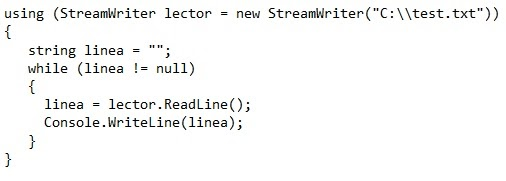 using (StreamWriter lector = new StreamWriter("C:\\test.txt"))
{
   string linea = "";
   while (linea != null)
   {
     linea = lector.ReadLine();
     Console.WriteLine(linea);
   }
}